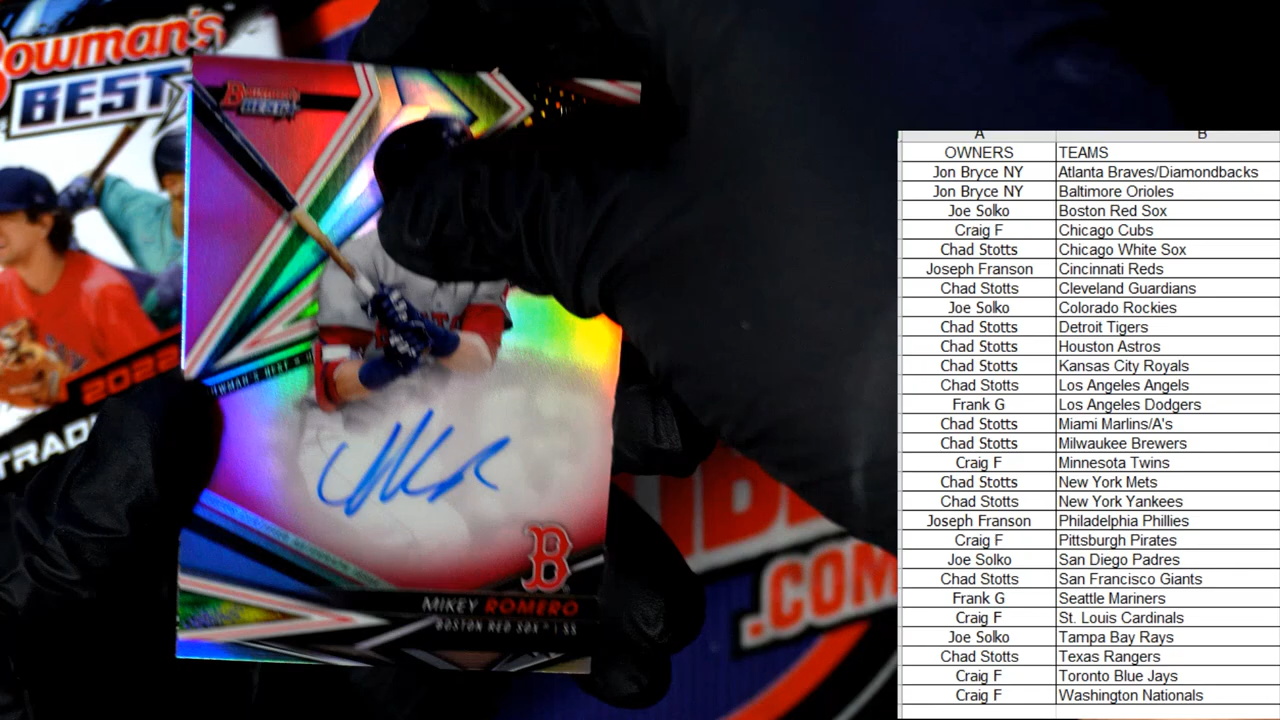 Bowman's
BEST
2022
TRAD
Bowman's
BEST
BOWMAN'S BEST
B
MIKEY ROMERO
BOSTON RED SOX | SS
.COM
A B
OWNERS TEAMS
Jon Bryce NY Atlanta Braves/Diamondbacks
Jon Bryce NY Baltimore Orioles
Joe Solko Boston Red Sox
Craig F Chicago Cubs
Chad Stotts Chicago White Sox
Joseph Franson Cincinnati Reds
Chad Stotts Cleveland Guardians
Joe Solko Colorado Rockies
Chad Stotts Detroit Tigers
Chad Stotts Houston Astros
Chad Stotts Kansas City Royals
Chad Stotts Los Angeles Angels
Frank G Los Angeles Dodgers
Chad Stotts Miami Marlins/A's
Chad Stotts Milwaukee Brewers
Craig F Minnesota Twins
Chad Stotts New York Mets
Chad Stotts New York Yankees
Joseph Franson Philadelphia Phillies
Craig F Pittsburgh Pirates
Joe Solko San Diego Padres
Chad Stotts San Francisco Giants
Frank G Seattle Mariners
Craig F St. Louis Cardinals
Joe Solko Tampa Bay Rays
Chad Stotts Texas Rangers
Craig F Toronto Blue Jays
Craig F Washington Nationals